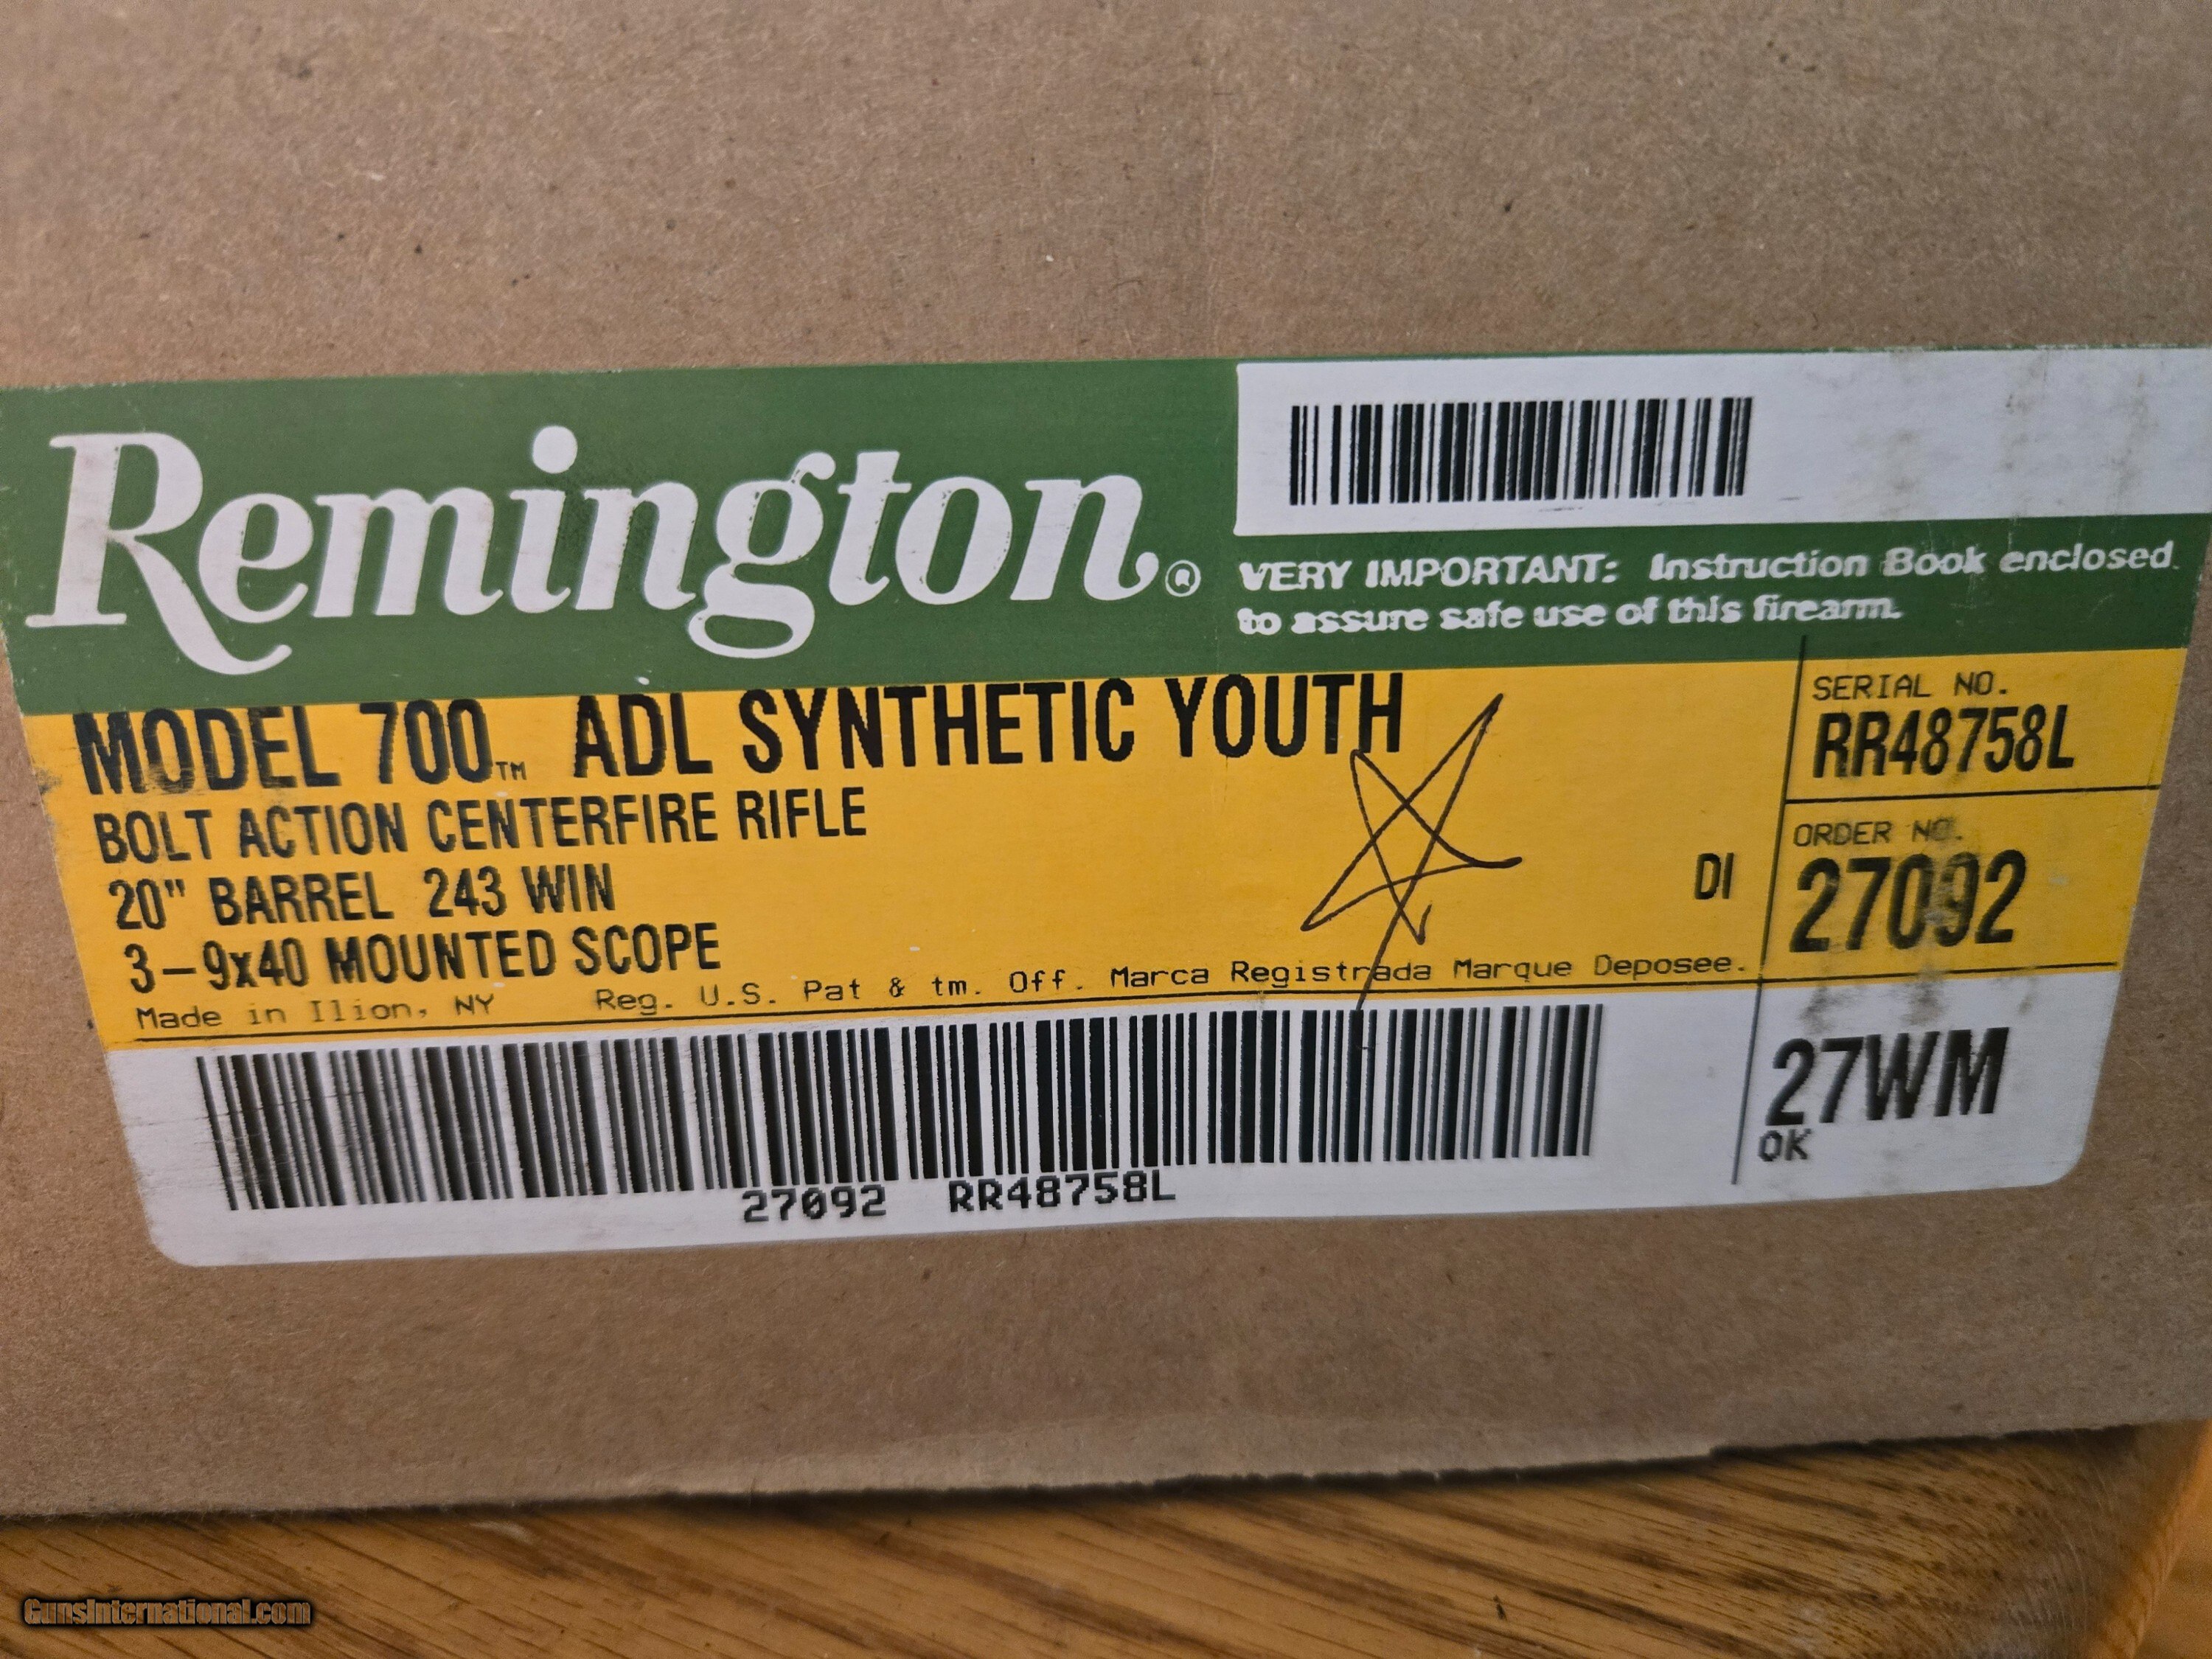 Remington®
VERY IMPORTANT: Instruction Book enclosed
to assure safe use of this firearm.
MODEL 700™ ADL SYNTHETIC YOUTH
BOLT ACTION CENTERFIRE RIFLE
20" BARREL 243 WIN
3-9x40 MOUNTED SCOPE
Made in Ilion, NY Reg. U.S. Pat & tm. Off. Marca Registrada Marque Deposee.
DI
SERIAL NO.
RR48758L
ORDER NO.
27092
27WM
OK
27092 RR48758L
GunsInternational.com